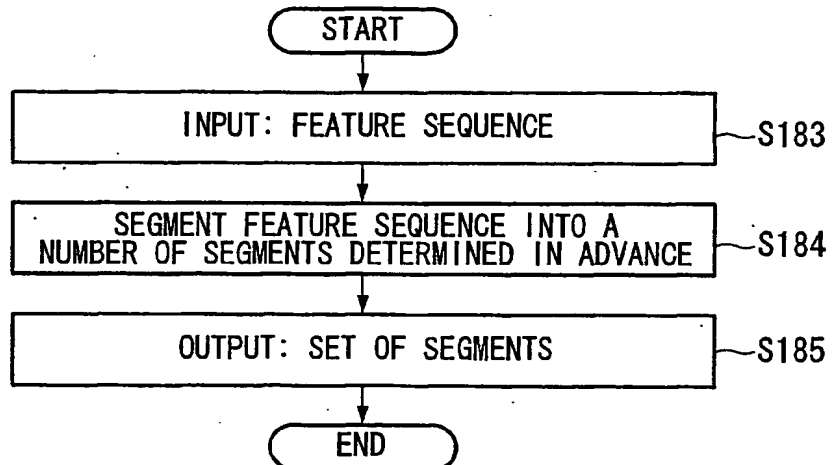 START
INPUT: FEATURE SEQUENCE
S183
SEGMENT FEATURE SEQUENCE INTO A
NUMBER OF SEGMENTS DETERMINED IN ADVANCE
S184
OUTPUT: SET OF SEGMENTS
S185
END